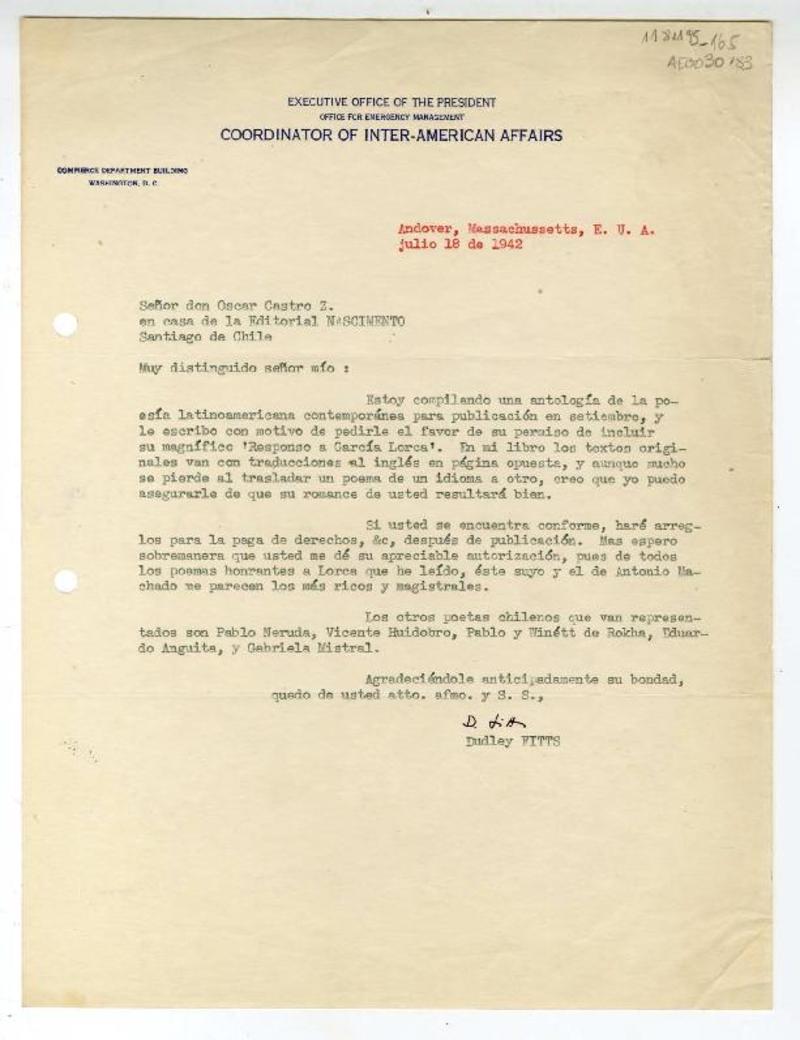 AE0030183
EXECUTIVE OFFICE OF THE PRESIDENT
OFFICE FOR EMERGENCY MANAGEMENT
COORDINATOR OF INTER-AMERICAN AFFAIRS
COMMERCE DEPARTMENT BUILDING
WASHINGTON, D. C.
Andover, Massachussetts, E. U. A.
julio 18 de 1942
Señor don Oscar Castro Z.
en casa de la Editorial NASCIMENTO
Santiago de Chile
Muy distinguido señor mío :
Estoy compilando una antología de la po-
esía latinoamericana contemporánea para publicación en setiembre, y
le escribo con motivo de pedirle el favor de su permiso de incluir
su magnífico 'Responso a García Lorca'. En mi libro los textos origi-
nales van con traducciones al inglés en página opuesta, y aunque mucho
se pierde al trasladar un poema de un idioma a otro, creo que yo puedo
asegurarle de que su romance de usted resultará bien.
Si usted se encuentra conforme, haré arreg-
los para la paga de derechos, &c, después de publicación. Mas espero
sobremanera que usted me dé su apreciable autorización, pues de todos
los poemas honrantes a Lorca que he leído, éste suyo y el de Antonio Ma-
chado me parecen los más ricos y magistrales.
Los otros poetas chilenos que van represen-
tados son Pablo Neruda, Vicente Huidobro, Pablo y Winétt de Rokha, Eduar-
do Anguita, y Gabriela Mistral.
Agradeciéndole anticipadamente su bondad,
quedo de usted atto. afmo. y S. S.,
D. Fitts
Dudley FITTS